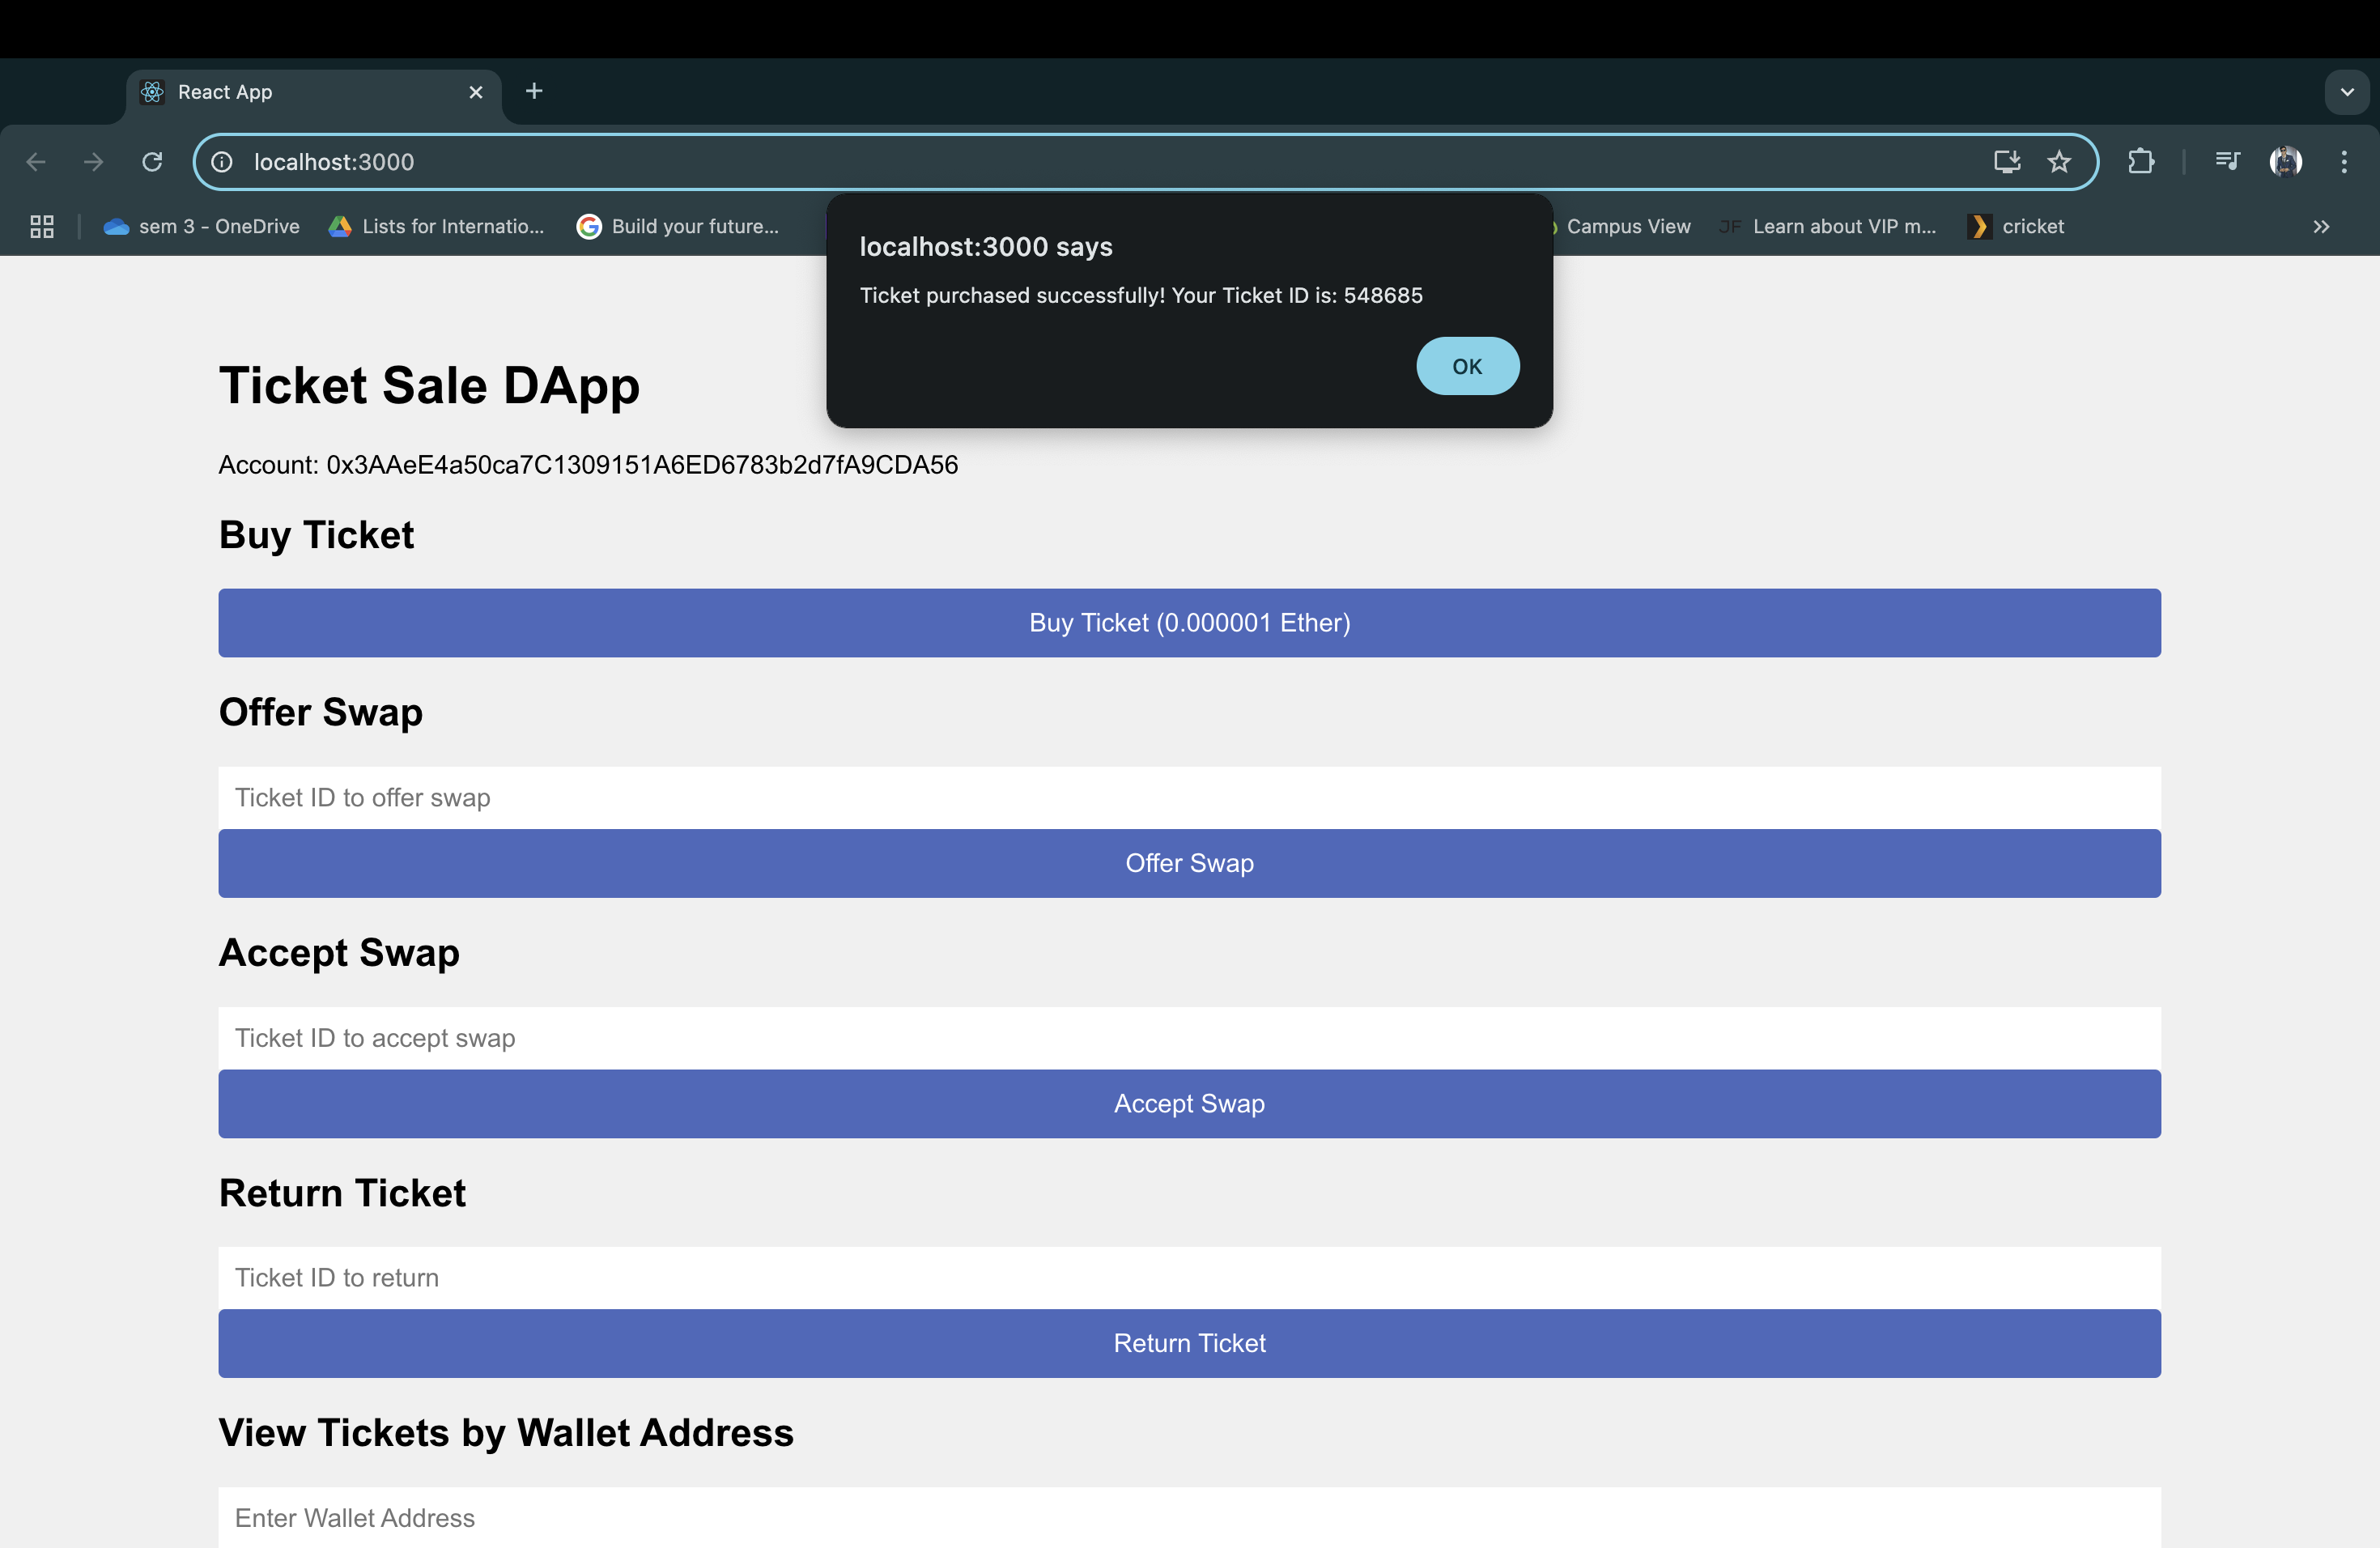 React App
localhost:3000
sem 3 - OneDrive
Lists for Internatio...
Build your future...
Campus View
JF Learn about VIP m...
cricket
localhost:3000 says
Ticket purchased successfully! Your Ticket ID is: 548685
OK
Ticket Sale DApp
Account: 0x3AAeE4a50ca7C1309151A6ED6783b2d7fA9CDA56
Buy Ticket
Buy Ticket (0.000001 Ether)
Offer Swap
Ticket ID to offer swap
Offer Swap
Accept Swap
Ticket ID to accept swap
Accept Swap
Return Ticket
Ticket ID to return
Return Ticket
View Tickets by Wallet Address
Enter Wallet Address